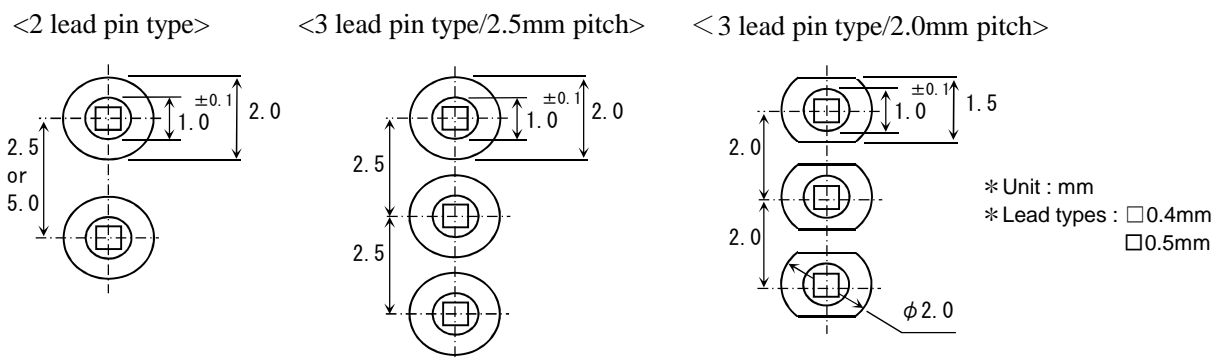 <2 lead pin type>
<3 lead pin type/2.5mm pitch>
＜3 lead pin type/2.0mm pitch>
±0.1
1.0
2.0
2.5
or
5.0
±0.1
1.0
2.0
2.5
2.5
±0.1
1.0
1.5
2.0
2.0
φ2.0
＊Unit : mm
＊Lead types : □0.4mm
□0.5mm